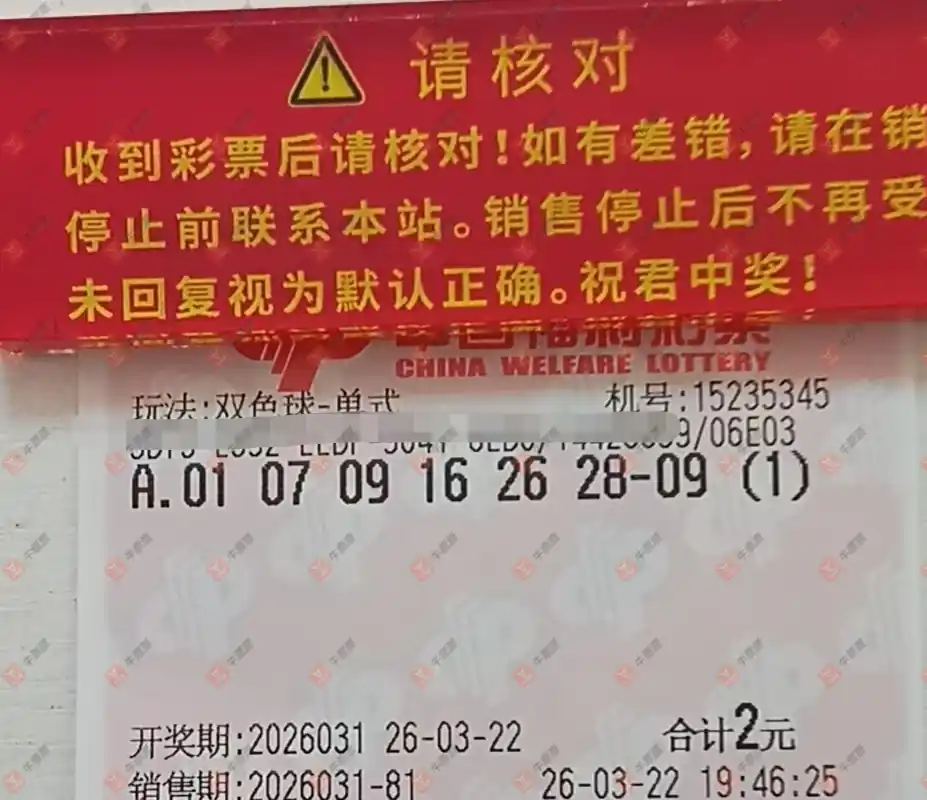 请核对
收到彩票后请核对！如有差错，请在销
停止前联系本站。销售停止后不再受
未回复视为默认正确。祝君中奖！
CHINA WELFARE LOTTERY
玩法:双色球-单式 机号:15235345
9/06E03
A.01 07 09 16 26 28-09 (1)
开奖期:2026031 26-03-22 合计2元
销售期:2026031-81 26-03-22 19:46:25